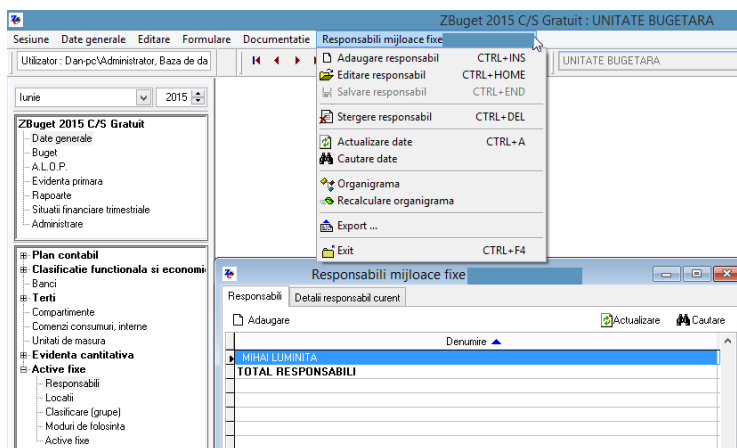 ZBuget 2015 C/S Gratuit : UNITATE BUGETARA
Sesiune Date generale Editare Formulare Documentatie Responsabili mijloace fixe
Utilizator : Dan-pc\Administrator, Baza de da
UNITATE BUGETARA
Adaugare responsabil CTRL+INS
Editare responsabil CTRL+HOME
Salvare responsabil CTRL+END
Stergere responsabil CTRL+DEL
Actualizare date CTRL+A
Cautare date
Organigrama
Recalculare organigrama
Export ...
Exit CTRL+F4
Iunie 2015
ZBuget 2015 C/S Gratuit
Date generale
Buget
A.L.O.P.
Evidenta primara
Rapoarte
Situatii financiare trimestriale
Administrare
Plan contabil
Clasificatie functionala si economi
Banci
Terti
Compartimente
Comenzi consumuri, interne
Unitati de masura
Evidenta cantitativa
Active fixe
Responsabili
Locatii
Clasificare (grupe)
Moduri de folosinta
Active fixe
Responsabili mijloace fixe
Responsabili Detalii responsabil curent
Adaugare Actualizare Cautare
Denumire
MIHAI LUMINITA
TOTAL RESPONSABILI